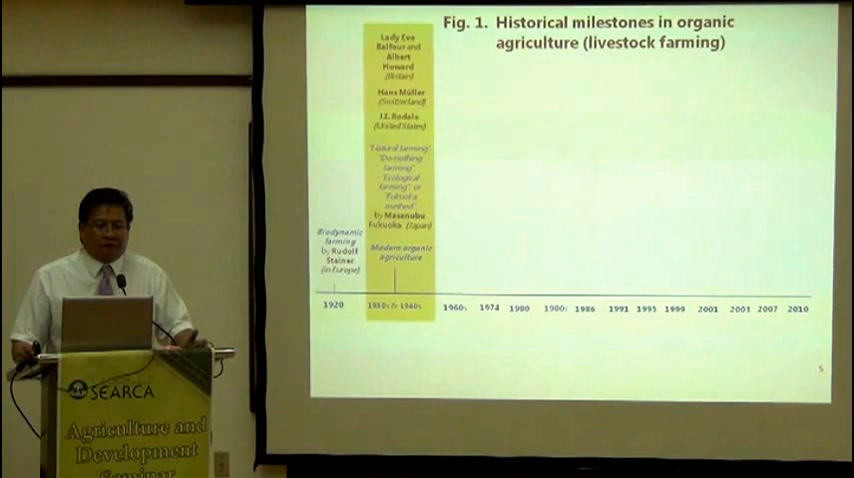 Fig. 1. Historical milestones in organic
agriculture (livestock farming)
Lady Eve
Balfour and
Albert
Howard
(Britain)
Hans Müller
(Switzerland)
J.I. Rodale
(United States)
"Natural farming",
"Do-nothing
farming",
"Ecological
farming", or
"Fukuoka
method"
by Masanobu
Fukuoka (Japan)
Modern organic
agriculture
Biodynamic
farming
by Rudolf
Steiner
(in Europe)
1920 1930s & 1940s 1960s 1974 1980 1980s 1986 1991 1995 1999 2001 2003 2007 2010
5
SEARCA
Agriculture and
Development
Seminar